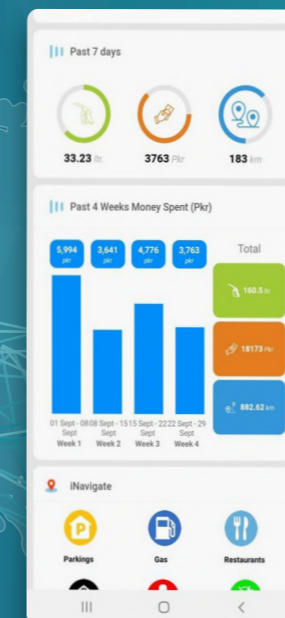 Past 7 days
33.23 ltr.
3763 Pkr
183 km
Past 4 Weeks Money Spent (Pkr)
5,994 3,641 4,776 3,763 Total
pkr pkr pkr pkr
160.5 ltr
18173 Pkr
882.62 km
01 Sept - 08 08 Sept - 15 15 Sept - 22 22 Sept - 29
Sept Sept Sept Sept
Week 1 Week 2 Week 3 Week 4
iNavigate
P
Parkings Gas Restaurants